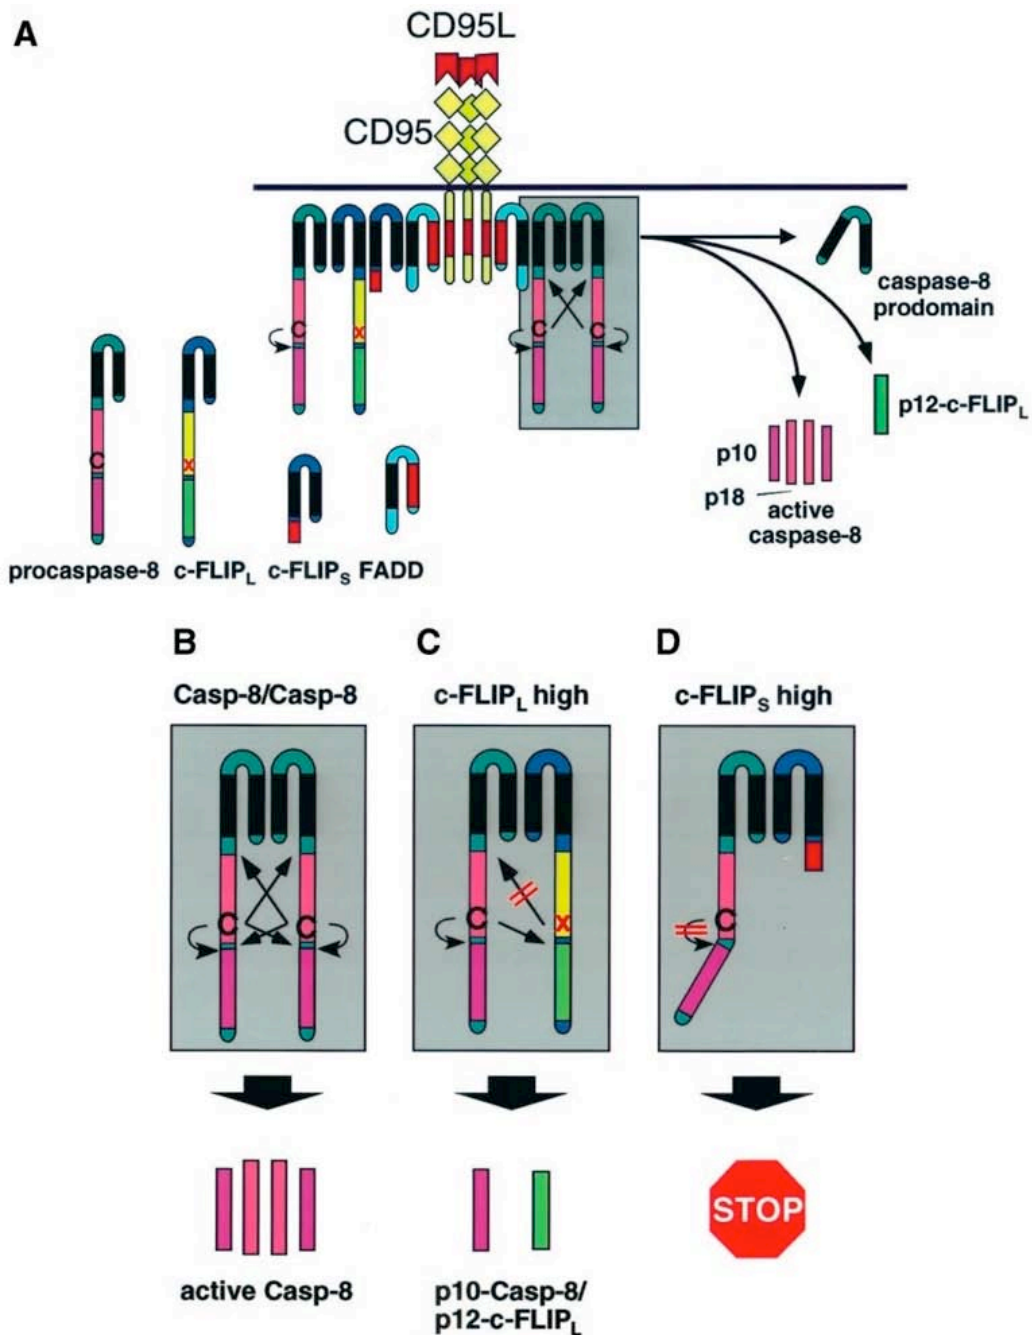 A
CD95L
CD95
C
X
C
C
caspase-8
prodomain
p12-c-FLIPL
p10
p18
active
caspase-8
C
X
procaspase-8 c-FLIPL c-FLIPS FADD
B C D
Casp-8/Casp-8 c-FLIPL high c-FLIPS high
C C C X C
STOP
active Casp-8 p10-Casp-8/
p12-c-FLIPL